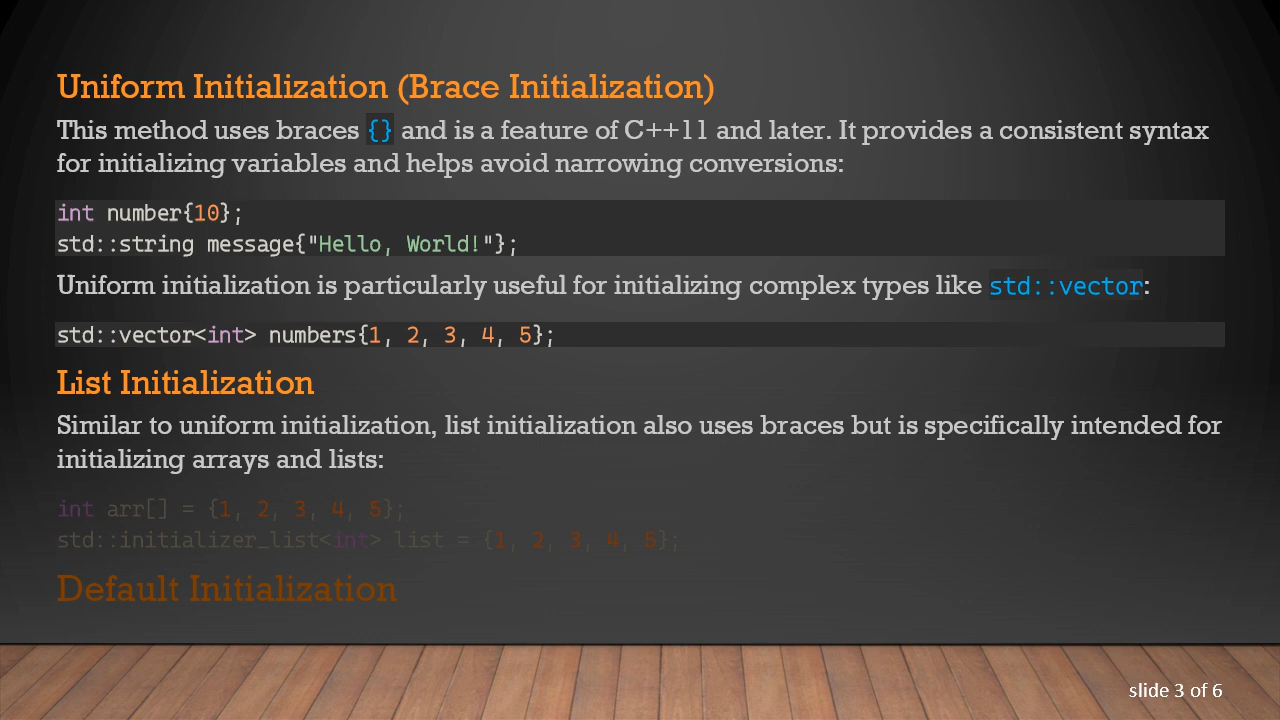 Uniform Initialization (Brace Initialization)
This method uses braces {} and is a feature of C++11 and later. It provides a consistent syntax
for initializing variables and helps avoid narrowing conversions:
int number{10};
std::string message{"Hello, World!"};
Uniform initialization is particularly useful for initializing complex types like std::vector:
std::vector<int> numbers{1, 2, 3, 4, 5};
List Initialization
Similar to uniform initialization, list initialization also uses braces but is specifically intended for
initializing arrays and lists:
int arr[] = {1, 2, 3, 4, 5};
std::initializer_list<int> list = {1, 2, 3, 4, 5};
Default Initialization
slide 3 of 6